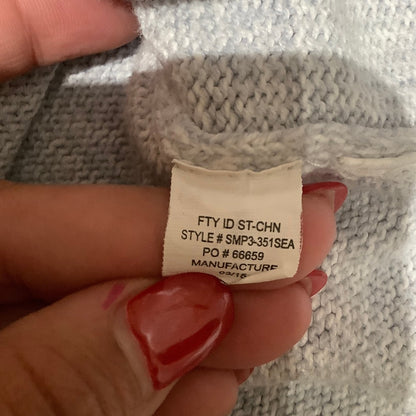 FTY ID ST-CHN
STYLE # SMP3-351SEA
PO # 66659
MANUFACTURE